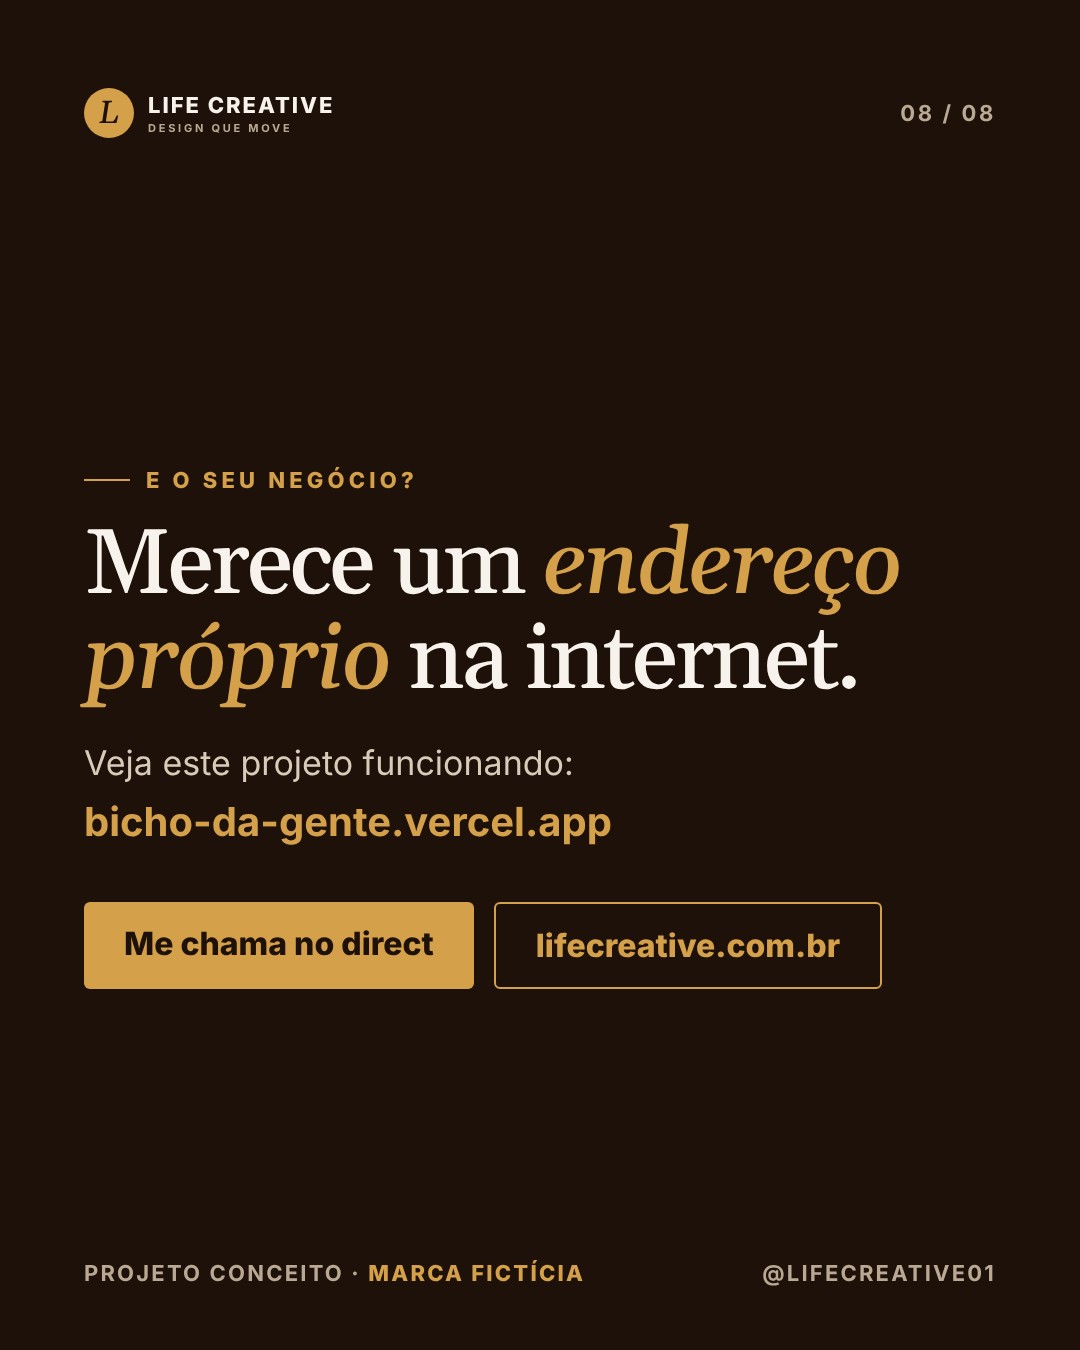 L
LIFE CREATIVE
DESIGN QUE MOVE
08 / 08
E O SEU NEGÓCIO?
Merece um endereço
próprio na internet.
Veja este projeto funcionando:
bicho-da-gente.vercel.app
Me chama no direct
lifecreative.com.br
PROJETO CONCEITO · MARCA FICTÍCIA
@LIFECREATIVE01